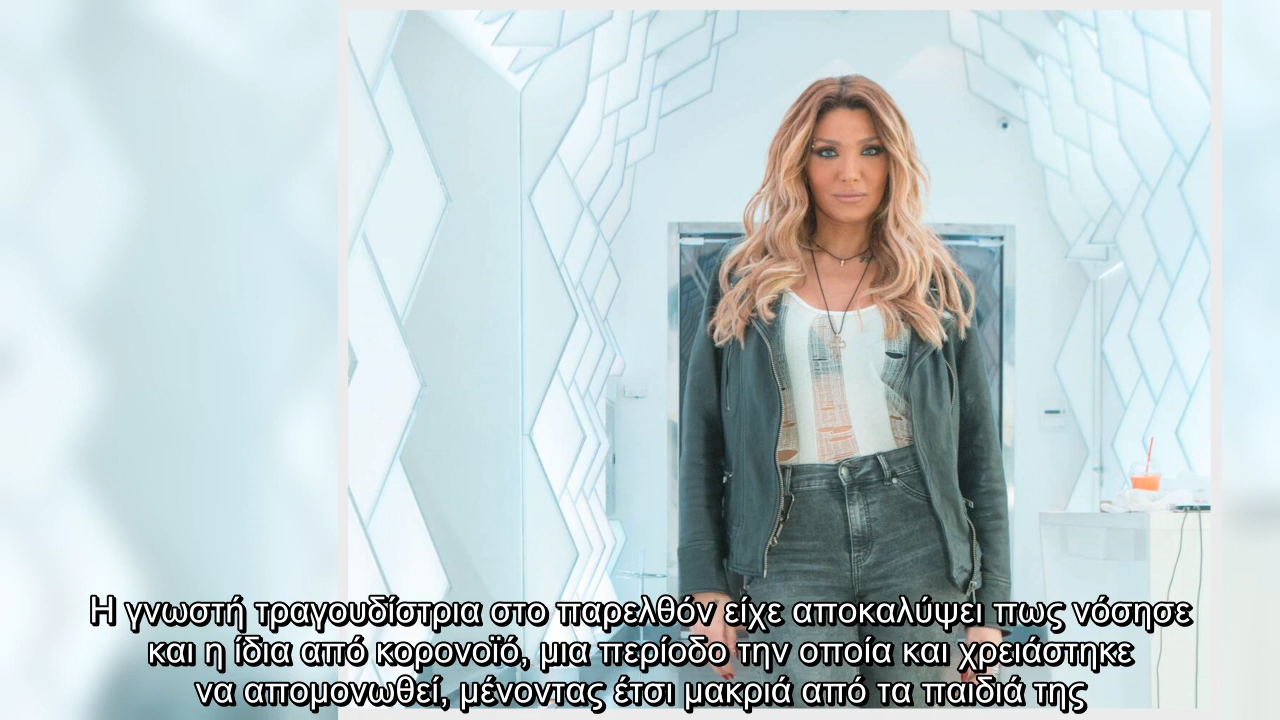 Η γνωστή τραγουδίστρια στο παρελθόν είχε αποκαλύψει πως νόσησε
και η ίδια από κορονοϊό, μια περίοδο την οποία και χρειάστηκε
να απομονωθεί, μένοντας έτσι μακριά από τα παιδιά της